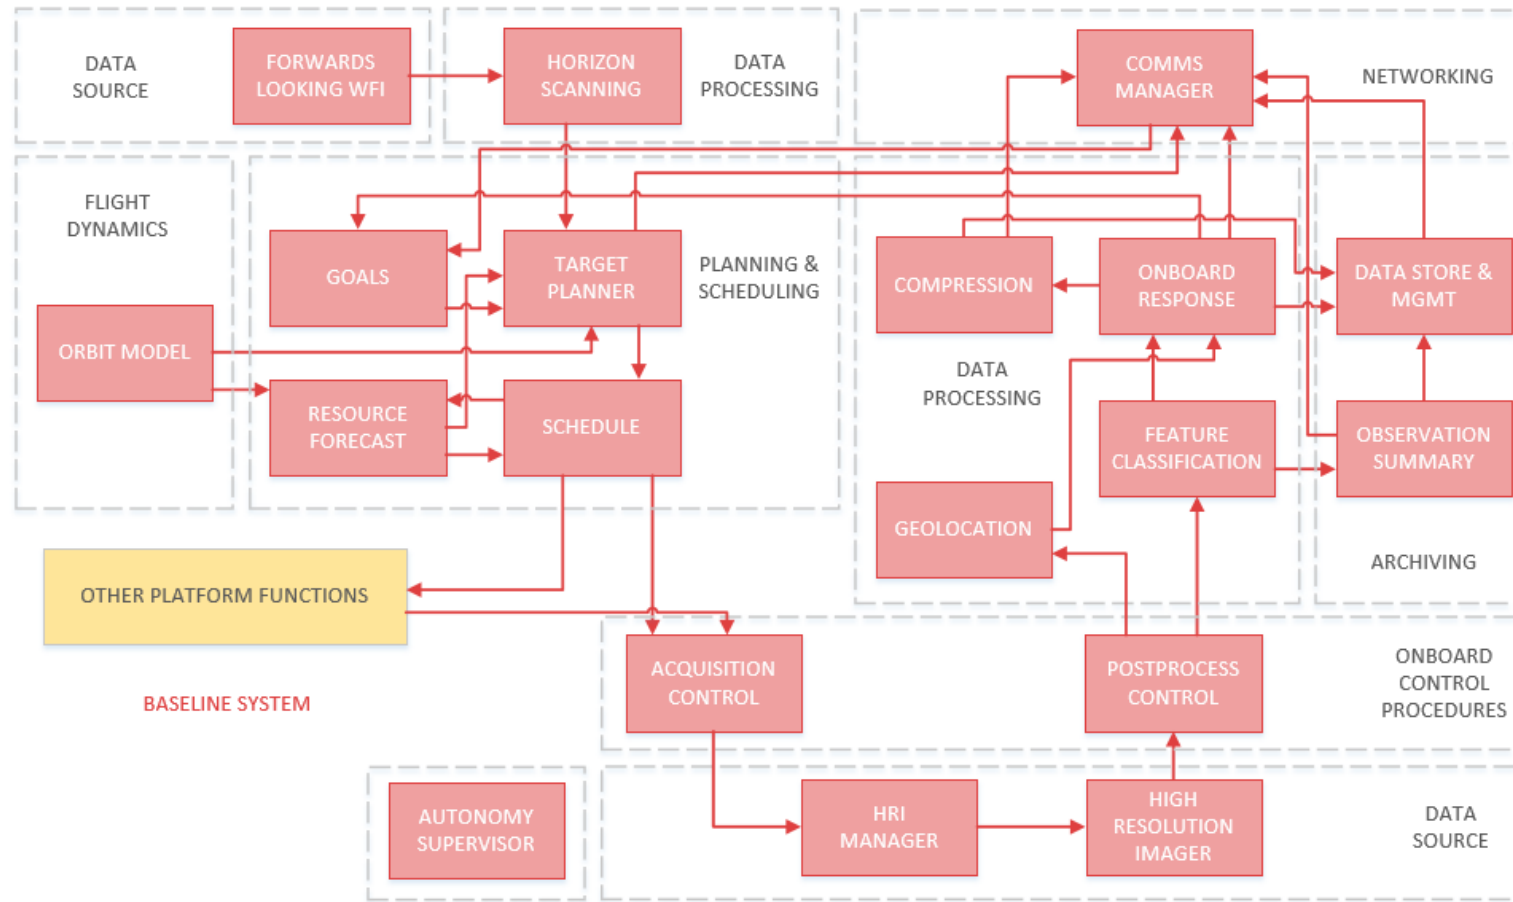 DATA
SOURCE
FORWARDS
LOOKING WFI
HORIZON
SCANNING
DATA
PROCESSING
COMMS
MANAGER
NETWORKING
FLIGHT
DYNAMICS
GOALS
TARGET
PLANNER
PLANNING &
SCHEDULING
COMPRESSION
ONBOARD
RESPONSE
DATA STORE &
MGMT
ORBIT MODEL
RESOURCE
FORECAST
SCHEDULE
DATA
PROCESSING
FEATURE
CLASSIFICATION
OBSERVATION
SUMMARY
GEOLOCATION
ARCHIVING
OTHER PLATFORM FUNCTIONS
BASELINE SYSTEM
ACQUISITION
CONTROL
POSTPROCESS
CONTROL
ONBOARD
CONTROL
PROCEDURES
AUTONOMY
SUPERVISOR
HRI
MANAGER
HIGH
RESOLUTION
IMAGER
DATA
SOURCE